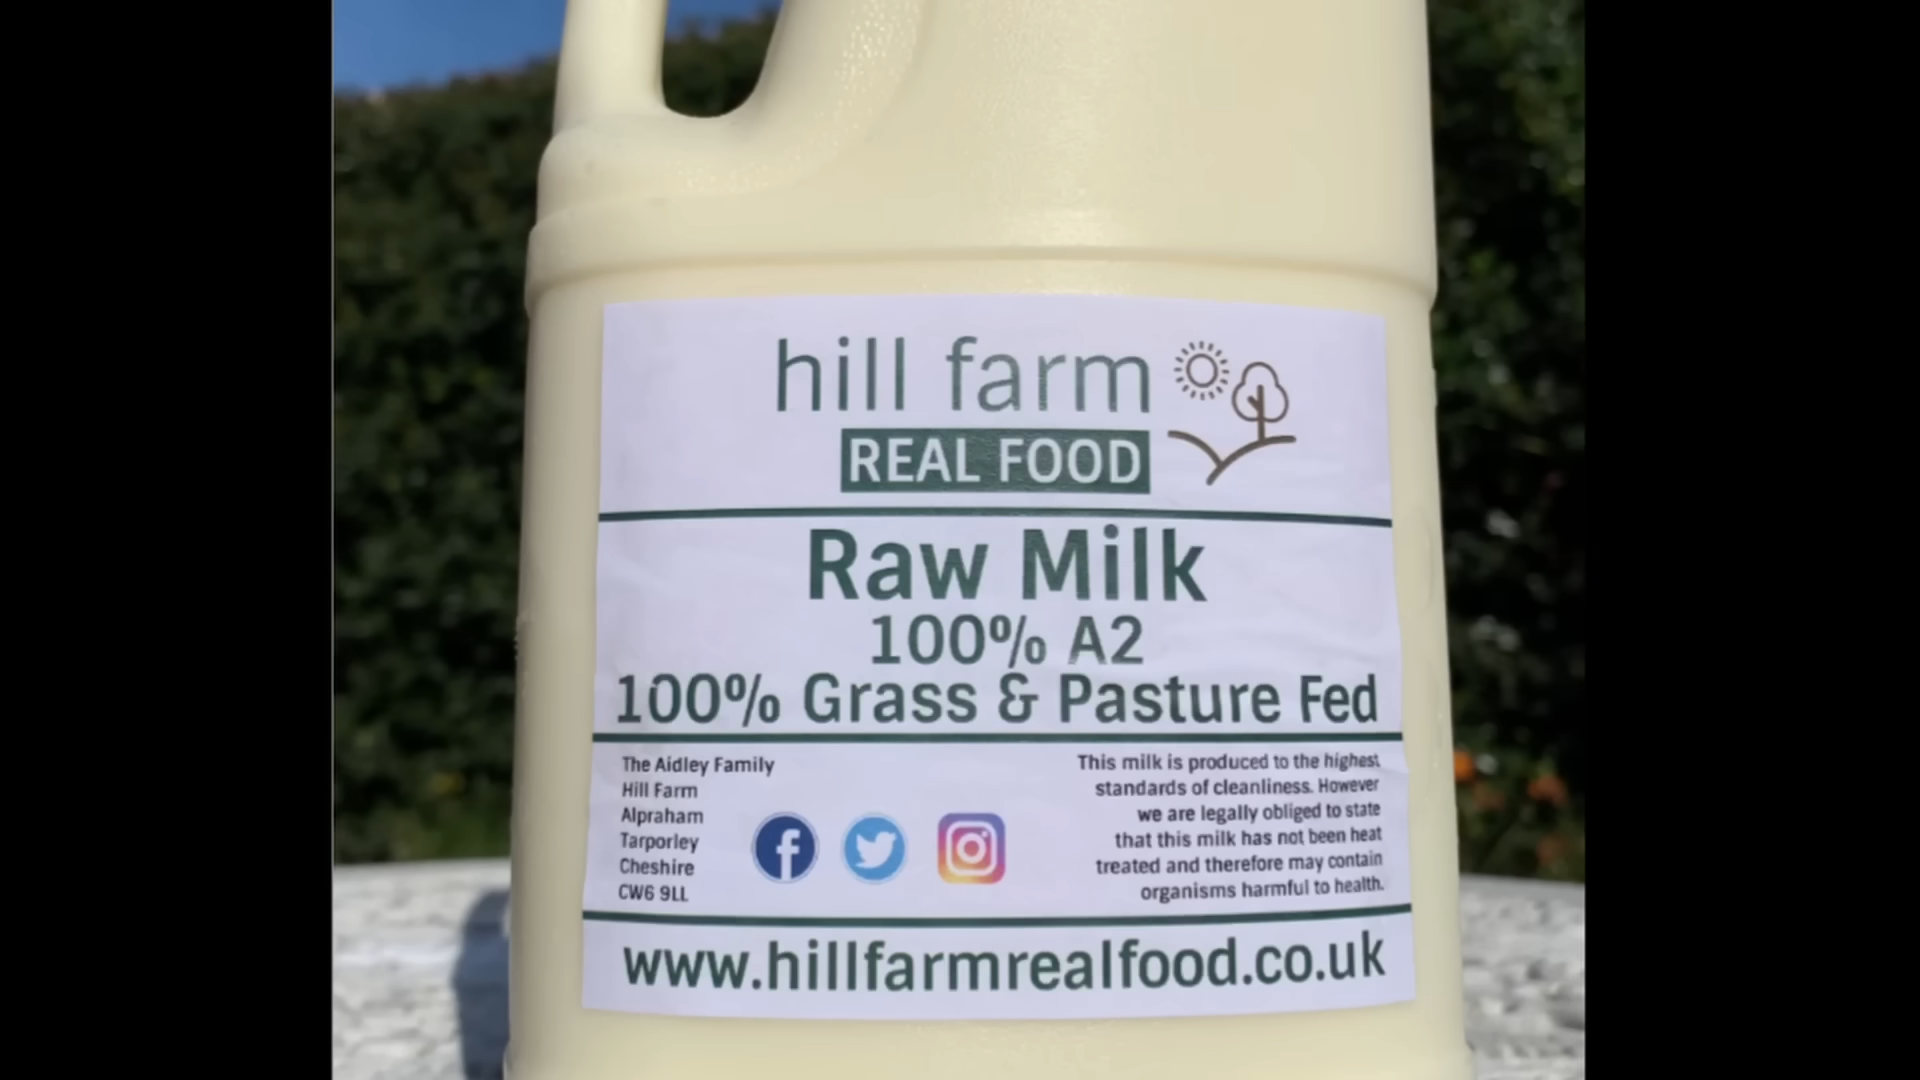 hill farm
REAL FOOD
Raw Milk
100% A2
100% Grass & Pasture Fed
The Aidley Family
Hill Farm
Alpraham
Tarporley
Cheshire
CW6 9LL
This milk is produced to the highest
standards of cleanliness. However
we are legally obliged to state
that this milk has not been heat
treated and therefore may contain
organisms harmful to health.
www.hillfarmrealfood.co.uk